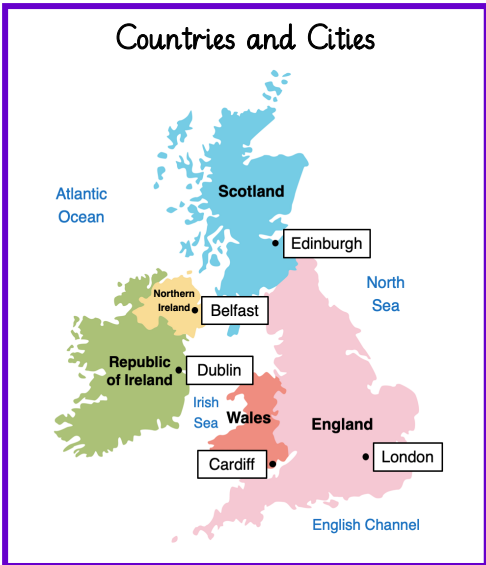 Countries and Cities
Scotland
Atlantic
Ocean
Edinburgh
North
Sea
Northern
Ireland
Belfast
Republic
of Ireland
Dublin
Irish
Sea
Wales
England
Cardiff
London
English Channel